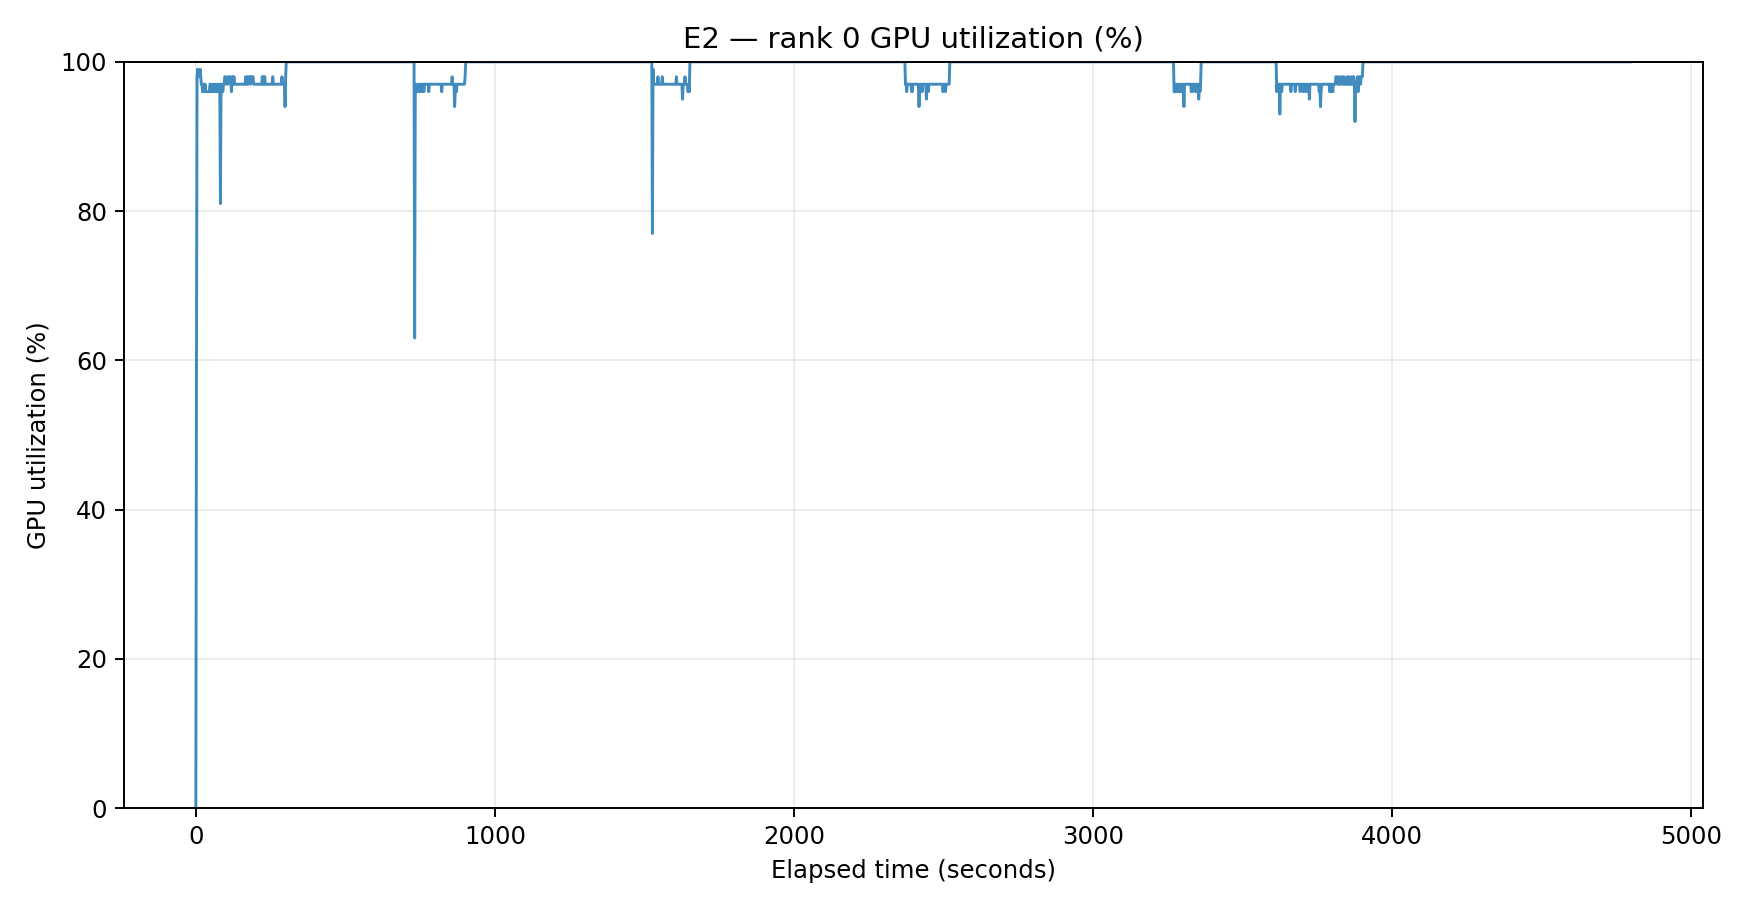 E2 — rank 0 GPU utilization (%)
GPU utilization (%)
100
80
60
40
20
0
0 1000 2000 3000 4000 5000
Elapsed time (seconds)